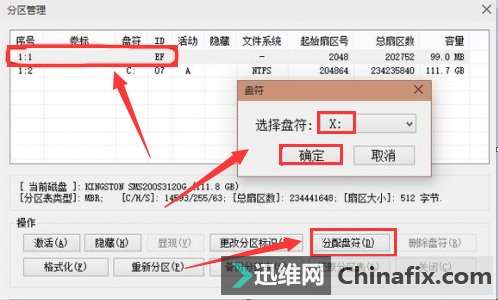 分区管理
序号 卷标 盘符 ID 活动 隐藏 文件系统 起始扇区号 总扇区数 容量
1:1 EF - 2048 202752 99.0 MB
1:2 C: 07 A NTFS 204864 234235840 111.7 GB
盘符
选择盘符: X:
确定 取消
[ 当前磁盘 ]: KINGSTON SMS200S3120G (111.8 GB)
[分区表类型]: MBR, [C/H/S]: 14593/255/63; [总扇区数]: 234441648; [扇区大小]: 512 字节.
操作
激活(A) 隐藏(H) 显现(V) 更改分区标识(S) 分配盘符(D) 删除盘符(R)
格式化(F) 重新分区(P)
迅维网
Chinafix.com